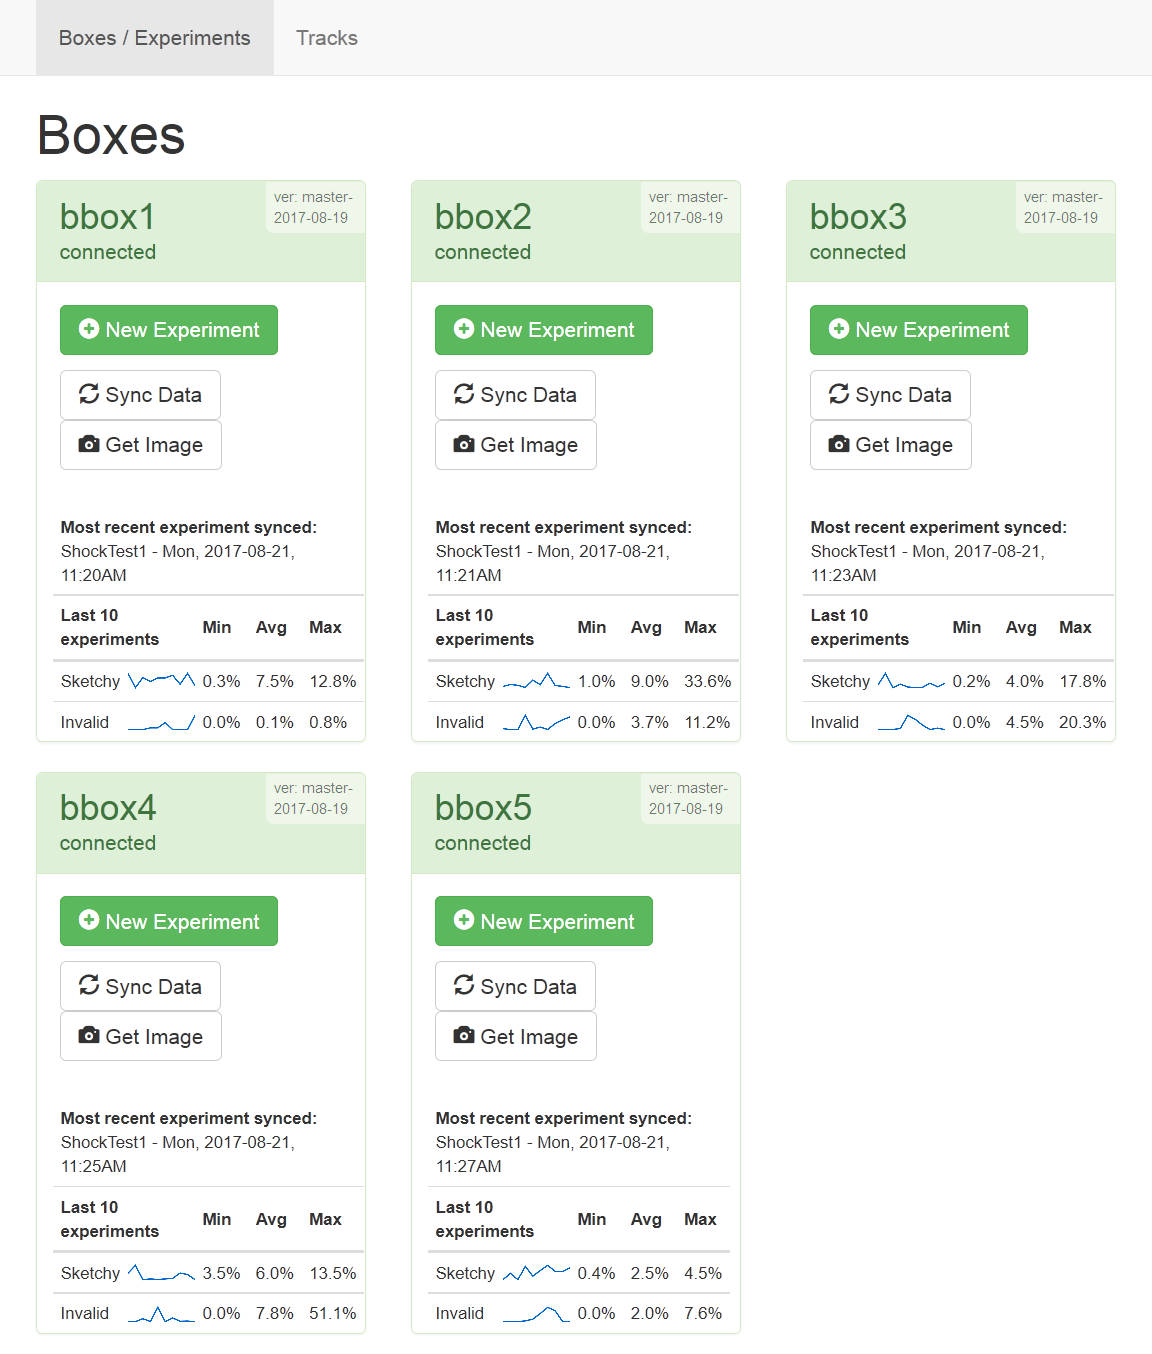 Boxes / Experiments Tracks
Boxes
bbox1
connected
ver: master-
2017-08-19
New Experiment
Sync Data
Get Image
Most recent experiment synced:
ShockTest1 - Mon, 2017-08-21,
11:20AM
Last 10
experiments Min Avg Max
Sketchy 0.3% 7.5% 12.8%
Invalid 0.0% 0.1% 0.8%
bbox2
connected
ver: master-
2017-08-19
New Experiment
Sync Data
Get Image
Most recent experiment synced:
ShockTest1 - Mon, 2017-08-21,
11:21AM
Last 10
experiments Min Avg Max
Sketchy 1.0% 9.0% 33.6%
Invalid 0.0% 3.7% 11.2%
bbox3
connected
ver: master-
2017-08-19
New Experiment
Sync Data
Get Image
Most recent experiment synced:
ShockTest1 - Mon, 2017-08-21,
11:23AM
Last 10
experiments Min Avg Max
Sketchy 0.2% 4.0% 17.8%
Invalid 0.0% 4.5% 20.3%
bbox4
connected
ver: master-
2017-08-19
New Experiment
Sync Data
Get Image
Most recent experiment synced:
ShockTest1 - Mon, 2017-08-21,
11:25AM
Last 10
experiments Min Avg Max
Sketchy 3.5% 6.0% 13.5%
Invalid 0.0% 7.8% 51.1%
bbox5
connected
ver: master-
2017-08-19
New Experiment
Sync Data
Get Image
Most recent experiment synced:
ShockTest1 - Mon, 2017-08-21,
11:27AM
Last 10
experiments Min Avg Max
Sketchy 0.4% 2.5% 4.5%
Invalid 0.0% 2.0% 7.6%